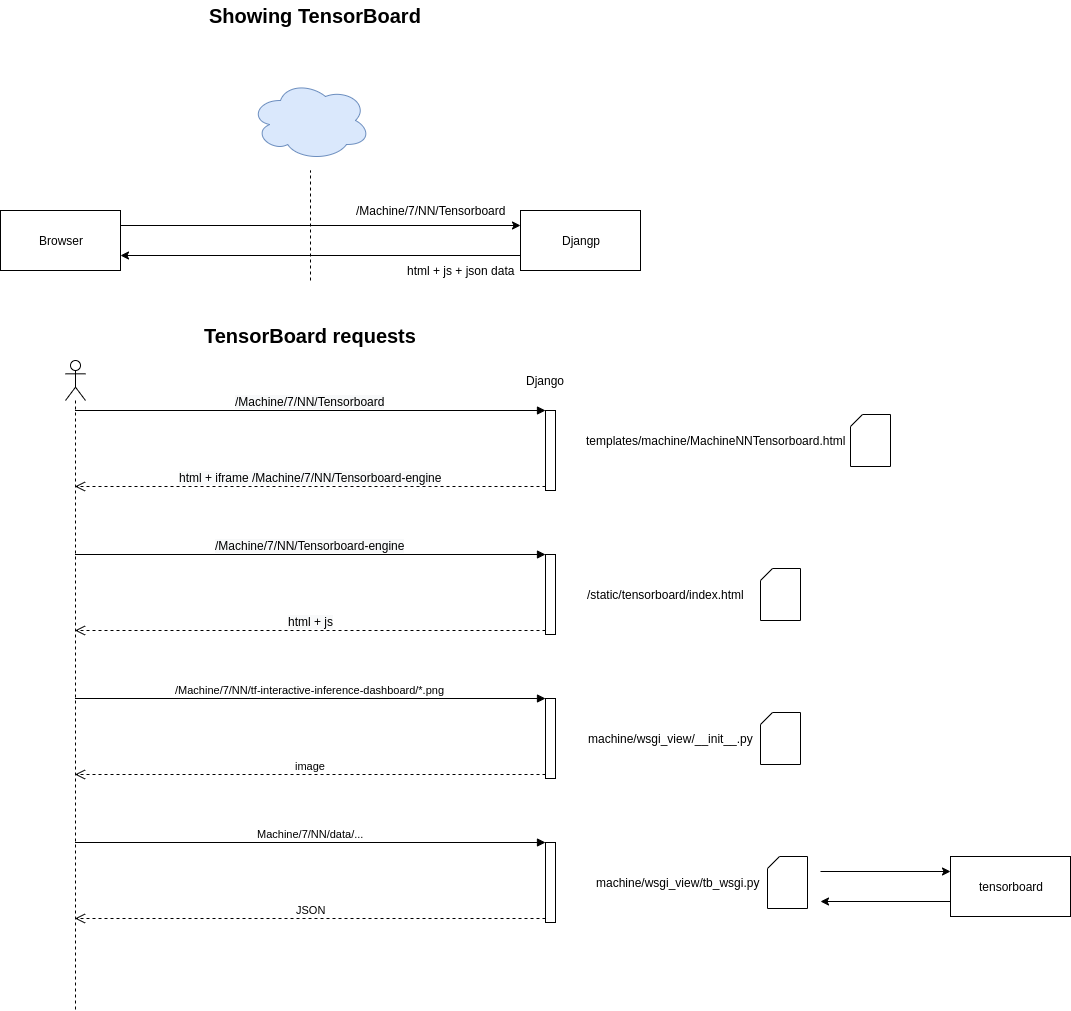 Showing TensorBoard
/Machine/7/NN/Tensorboard
Browser
Djangp
html + js + json data
TensorBoard requests
Django
/Machine/7/NN/Tensorboard
templates/machine/MachineNNTensorboard.html
html + iframe /Machine/7/NN/Tensorboard-engine
/Machine/7/NN/Tensorboard-engine
/static/tensorboard/index.html
html + js
/Machine/7/NN/tf-interactive-inference-dashboard/*.png
machine/wsgi_view/__init__.py
image
Machine/7/NN/data/...
machine/wsgi_view/tb_wsgi.py
tensorboard
JSON